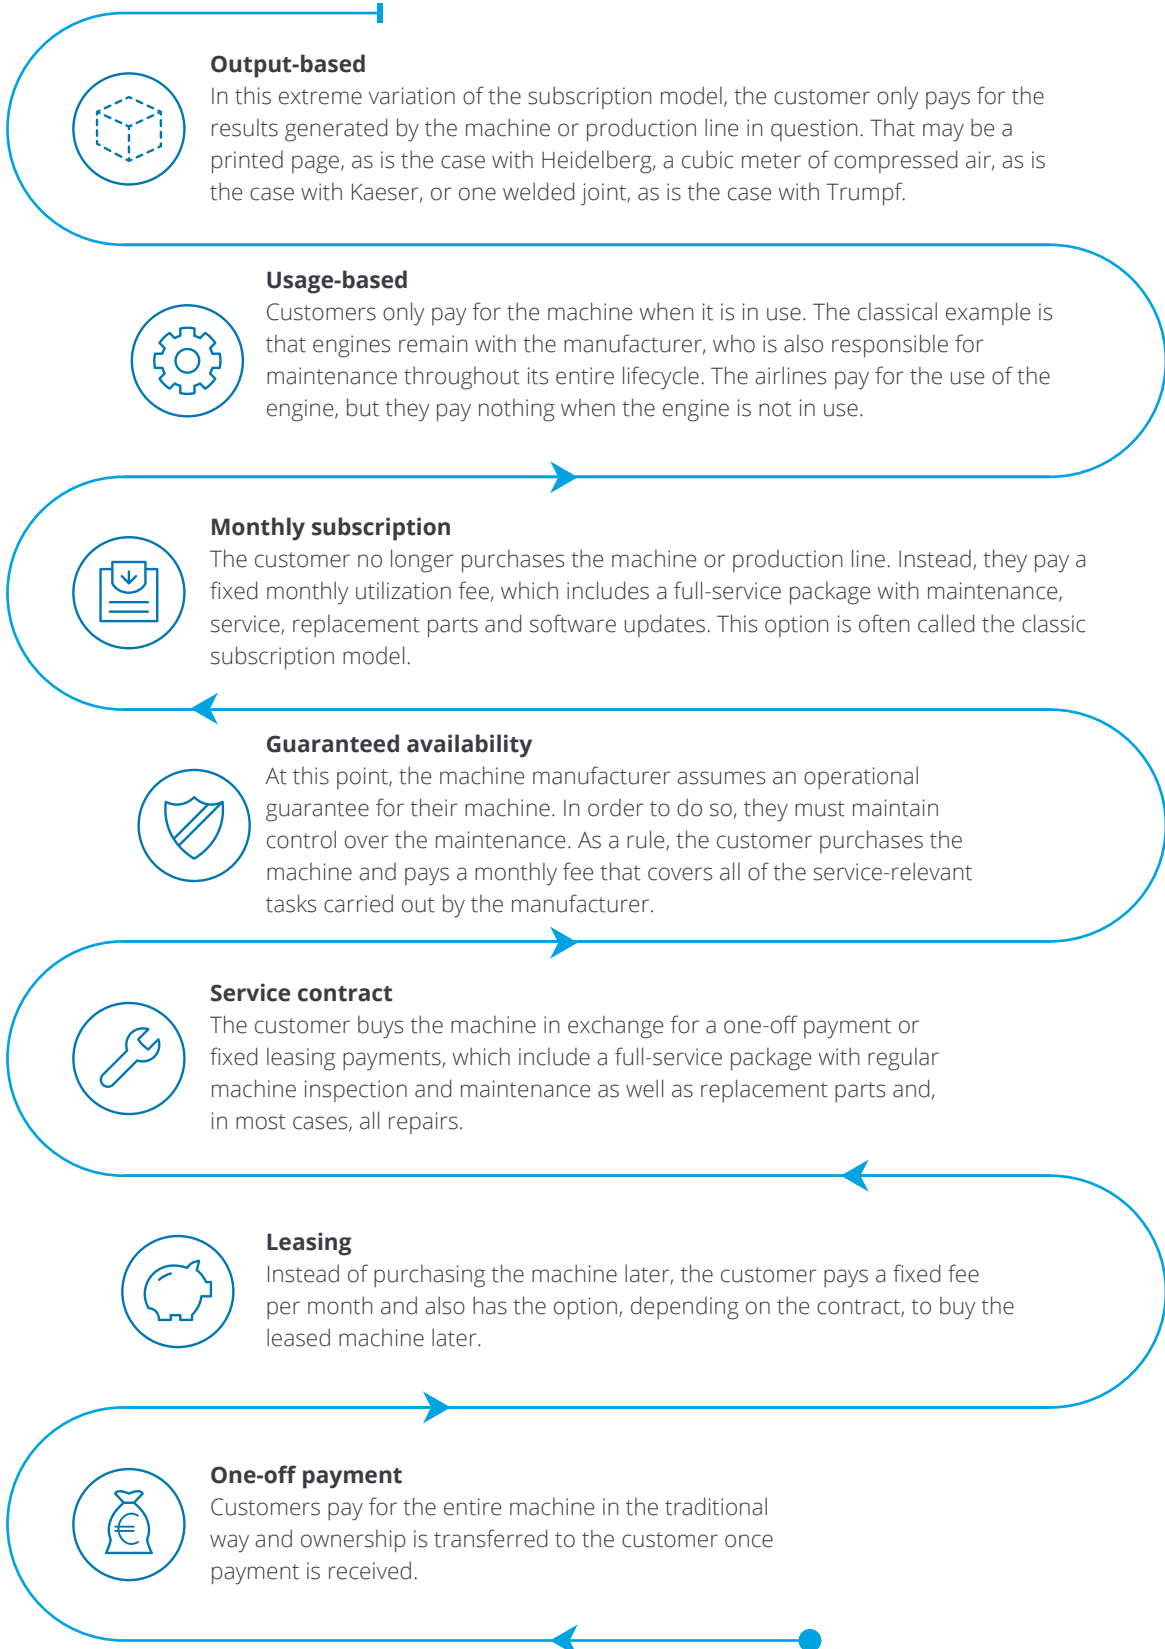 Output-based
In this extreme variation of the subscription model, the customer only pays for the
results generated by the machine or production line in question. That may be a
printed page, as is the case with Heidelberg, a cubic meter of compressed air, as is
the case with Kaeser, or one welded joint, as is the case with Trumpf.
Usage-based
Customers only pay for the machine when it is in use. The classical example is
that engines remain with the manufacturer, who is also responsible for
maintenance throughout its entire lifecycle. The airlines pay for the use of the
engine, but they pay nothing when the engine is not in use.
Monthly subscription
The customer no longer purchases the machine or production line. Instead, they pay a
fixed monthly utilization fee, which includes a full-service package with maintenance,
service, replacement parts and software updates. This option is often called the classic
subscription model.
Guaranteed availability
At this point, the machine manufacturer assumes an operational
guarantee for their machine. In order to do so, they must maintain
control over the maintenance. As a rule, the customer purchases the
machine and pays a monthly fee that covers all of the service-relevant
tasks carried out by the manufacturer.
Service contract
The customer buys the machine in exchange for a one-off payment or
fixed leasing payments, which include a full-service package with regular
machine inspection and maintenance as well as replacement parts and,
in most cases, all repairs.
Leasing
Instead of purchasing the machine later, the customer pays a fixed fee
per month and also has the option, depending on the contract, to buy the
leased machine later.
One-off payment
Customers pay for the entire machine in the traditional
way and ownership is transferred to the customer once
payment is received.